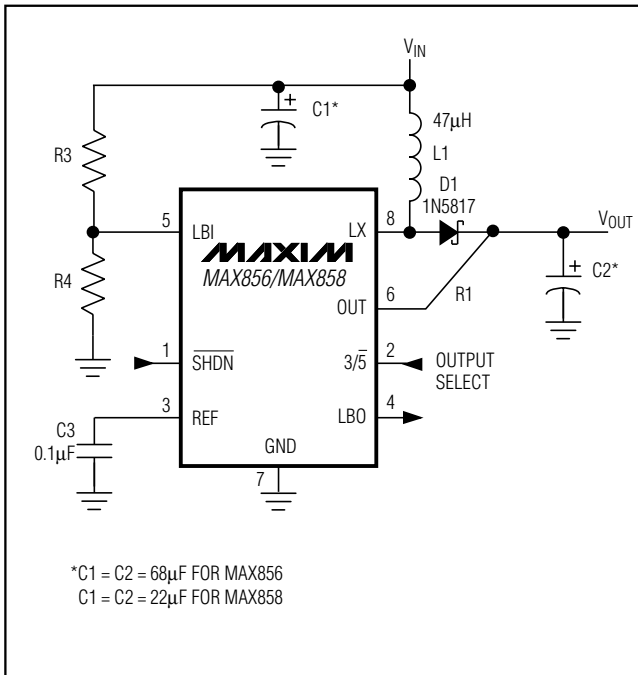 V_IN
C1*
+
47µH
L1
R3
D1
1N5817
5
LBI
LX
8
V_OUT
MAXIM
MAX856/MAX858
R4
+
C2*
OUT
6
R1
1
S̅H̅D̅N̅
3/5̅
2
OUTPUT
SELECT
3
REF
LBO
4
C3
0.1µF
GND
7
*C1 = C2 = 68µF FOR MAX856
C1 = C2 = 22µF FOR MAX858